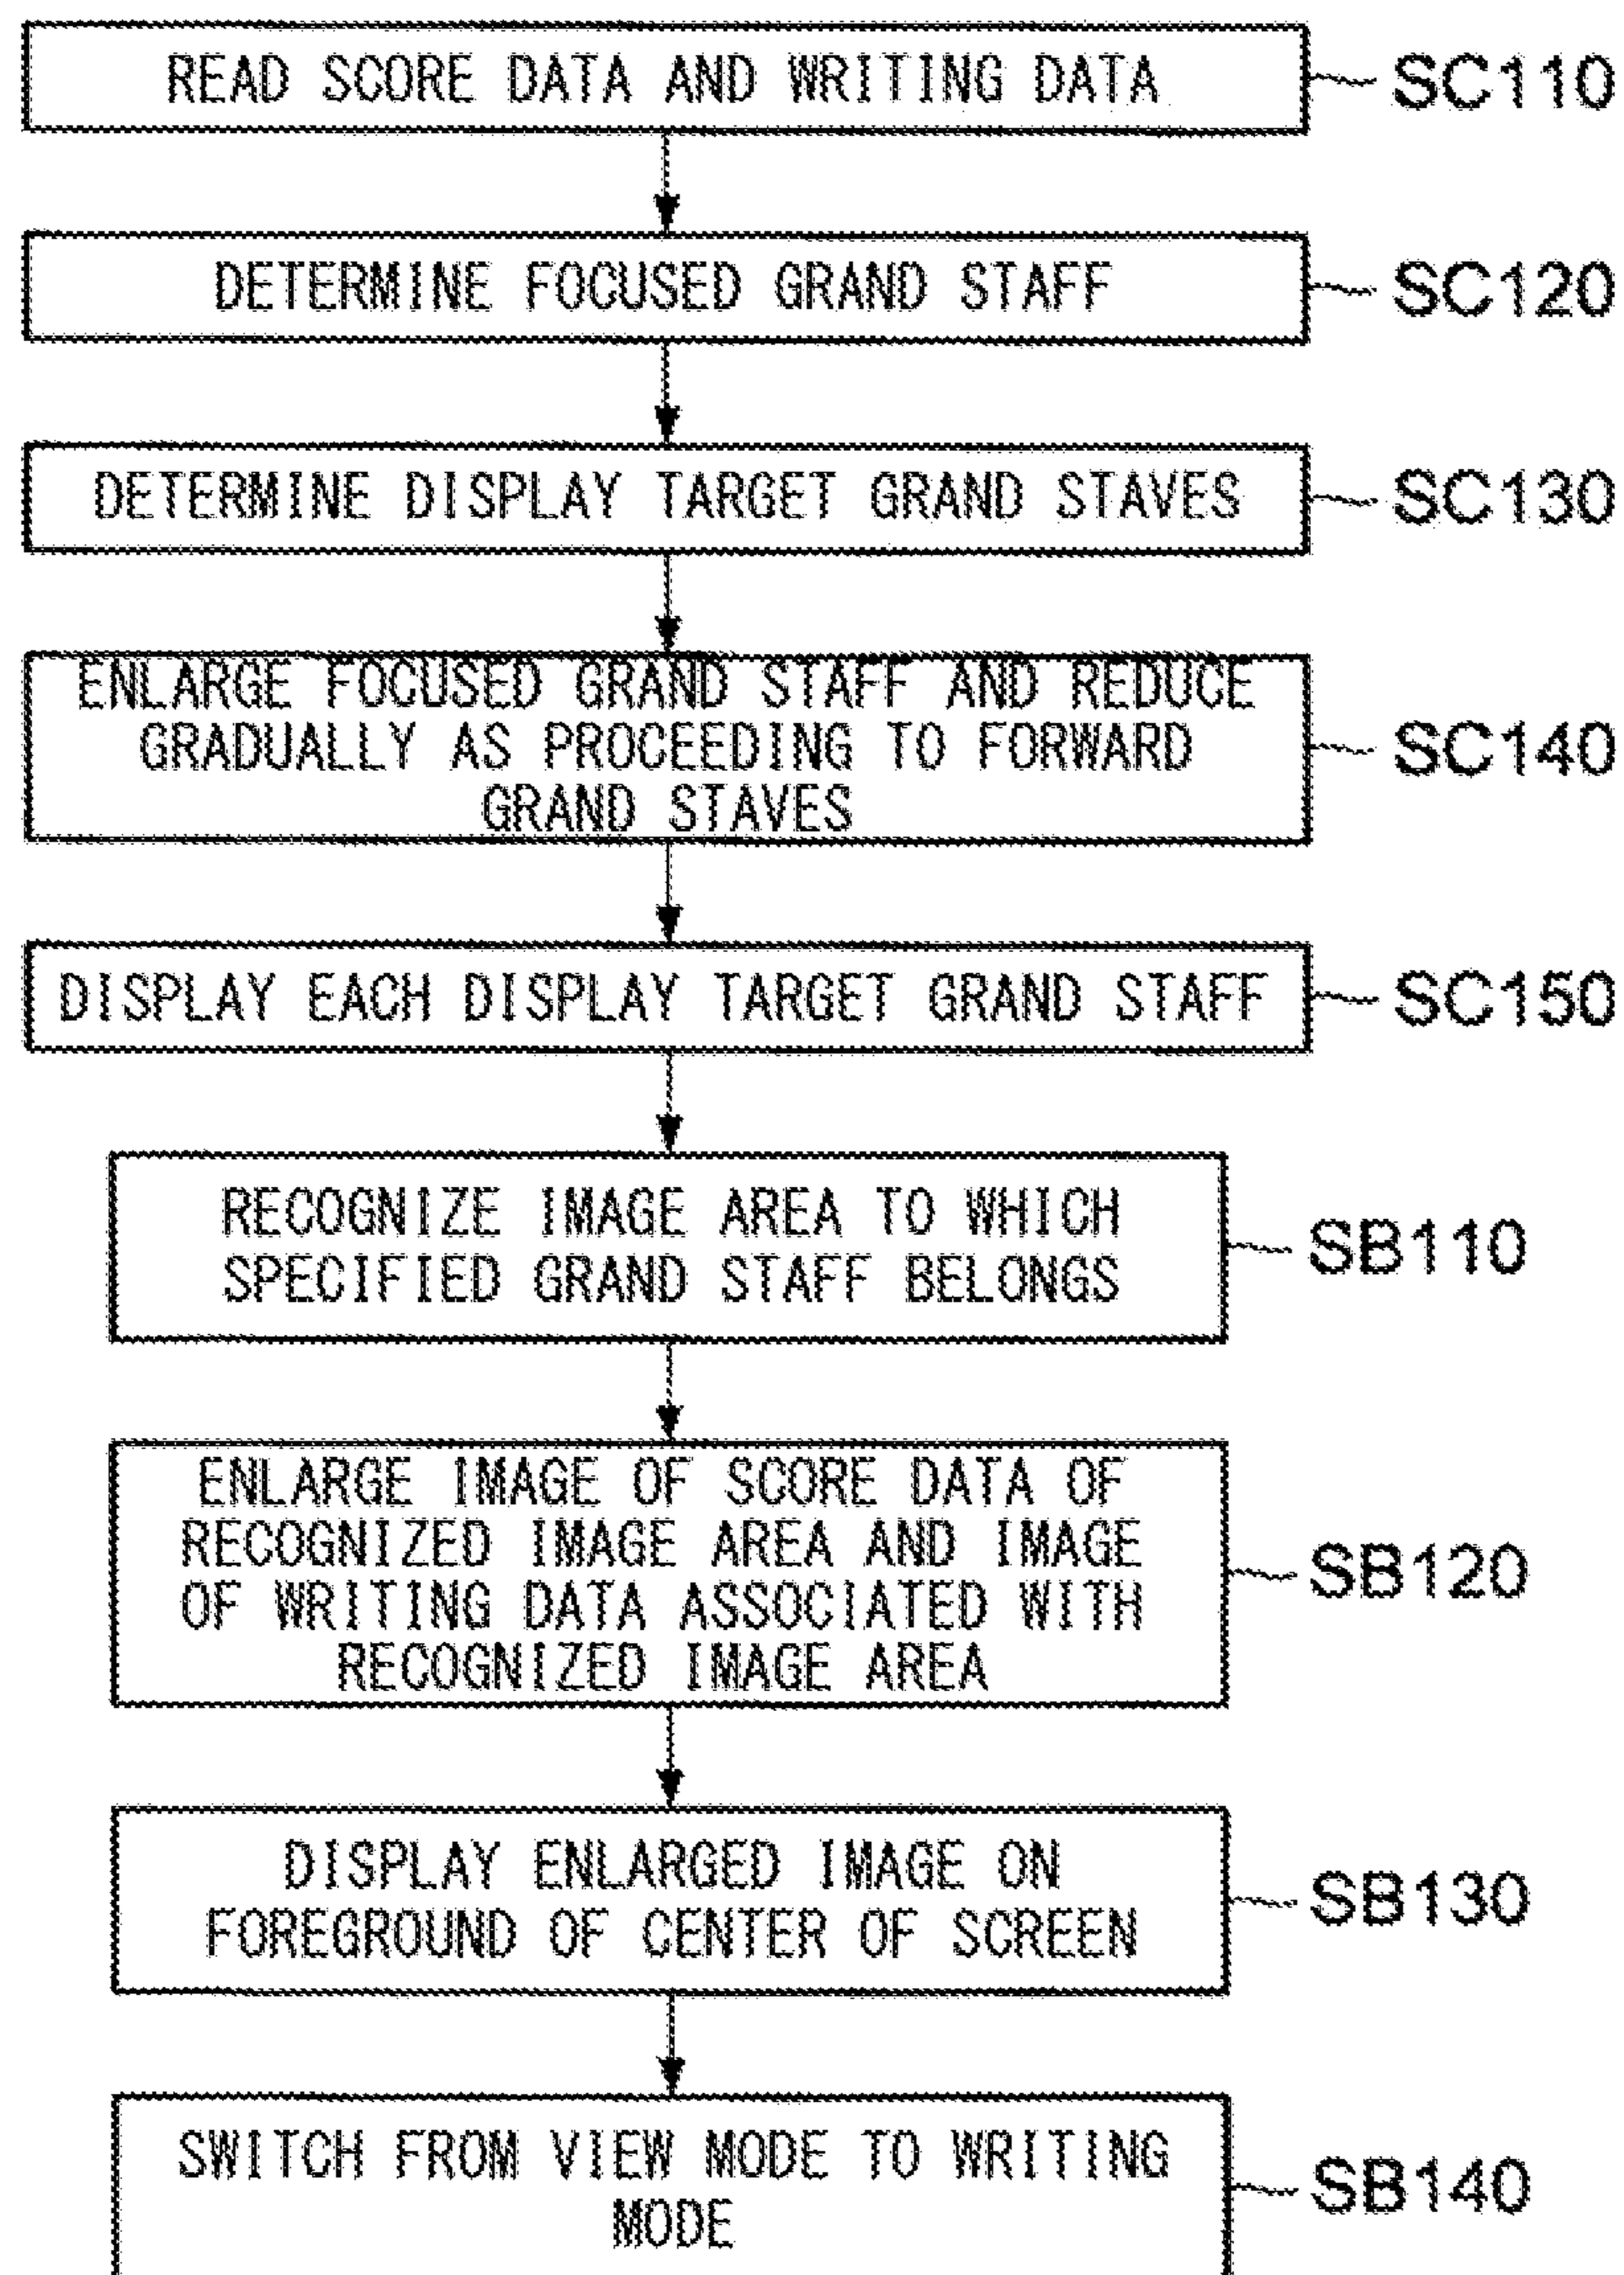 READ SCORE DATA AND WRITING DATA
SC110
DETERMINE FOCUSED GRAND STAFF
SC120
DETERMINE DISPLAY TARGET GRAND STAVES
SC130
ENLARGE FOCUSED GRAND STAFF AND REDUCE
GRADUALLY AS PROCEEDING TO FORWARD
GRAND STAVES
SC140
DISPLAY EACH DISPLAY TARGET GRAND STAFF
SC150
RECOGNIZE IMAGE AREA TO WHICH
SPECIFIED GRAND STAFF BELONGS
SB110
ENLARGE IMAGE OF SCORE DATA OF
RECOGNIZED IMAGE AREA AND IMAGE
OF WRITING DATA ASSOCIATED WITH
RECOGNIZED IMAGE AREA
SB120
DISPLAY ENLARGED IMAGE ON
FOREGROUND OF CENTER OF SCREEN
SB130
SWITCH FROM VIEW MODE TO WRITING
MODE
SB140